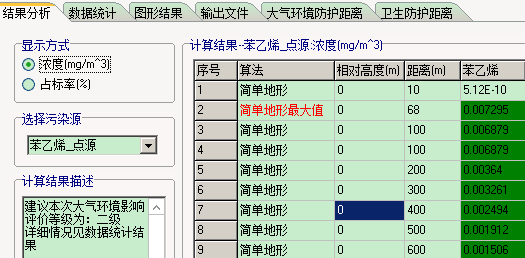 结果分析 数据统计 图形结果 输出文件 大气环境防护距离 卫生防护距离
显示方式
浓度(mg/m^3)
占标率(%)
选择污染源
苯乙烯_点源
计算结果描述
建议本次大气环境影响
评价等级为：二级
详细情况见数据统计结
果
计算结果--苯乙烯_点源:浓度(mg/m^3)
序号 算法 相对高度(m) 距离(m) 苯乙烯
1 简单地形 0 10 5.12E-10
2 简单地形最大值 0 68 0.007295
3 简单地形 0 100 0.006879
4 简单地形 0 100 0.006879
5 简单地形 0 200 0.00364
6 简单地形 0 300 0.003261
7 简单地形 0 400 0.002494
8 简单地形 0 500 0.001912
9 简单地形 0 600 0.001506